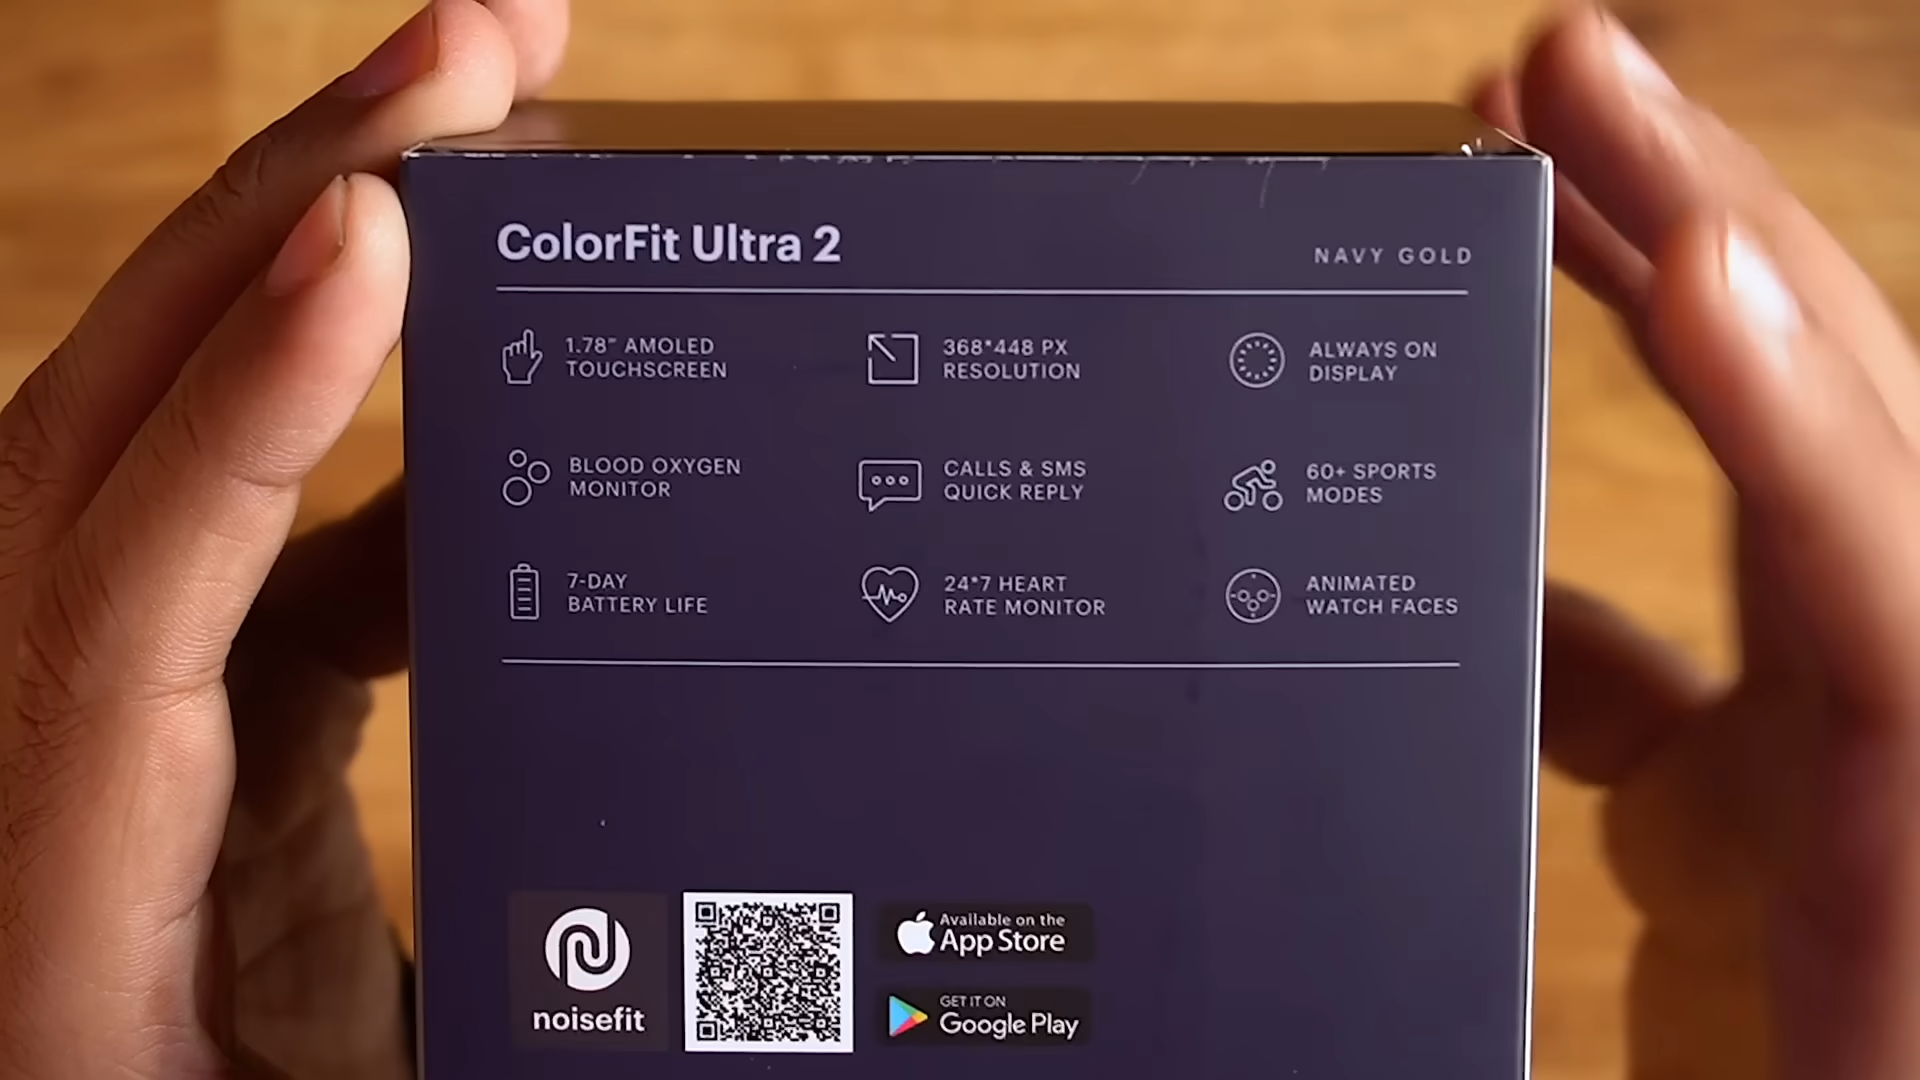 ColorFit Ultra 2
NAVY GOLD
1.78" AMOLED
TOUCHSCREEN
368*448 PX
RESOLUTION
ALWAYS ON
DISPLAY
BLOOD OXYGEN
MONITOR
CALLS & SMS
QUICK REPLY
60+ SPORTS
MODES
7-DAY
BATTERY LIFE
24*7 HEART
RATE MONITOR
ANIMATED
WATCH FACES
noisefit
Available on the
App Store
GET IT ON
Google Play